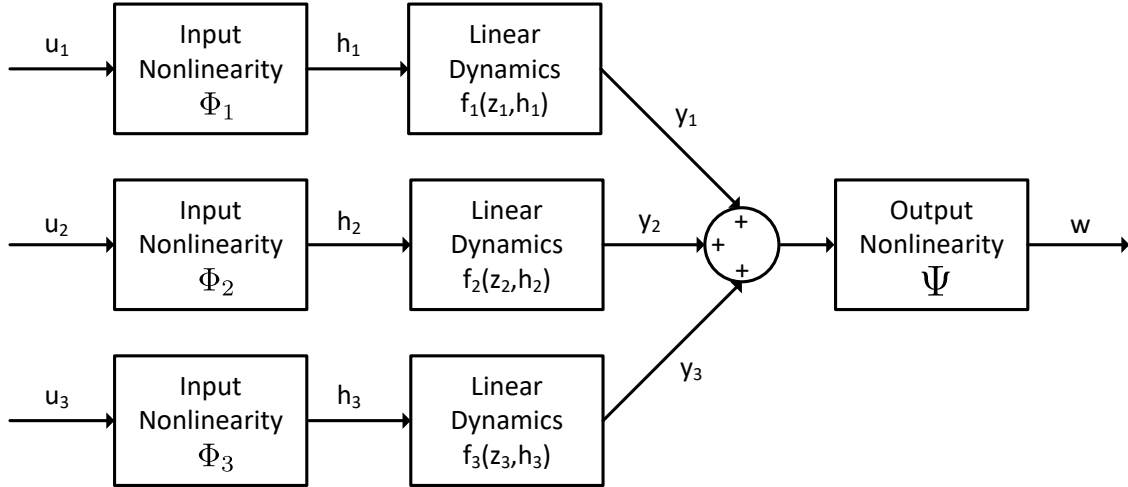 u₁
Input
Nonlinearity
Φ₁
h₁
Linear
Dynamics
f₁(z₁,h₁)
y₁
u₂
Input
Nonlinearity
Φ₂
h₂
Linear
Dynamics
f₂(z₂,h₂)
y₂
+
+
+
Output
Nonlinearity
Ψ
w
u₃
Input
Nonlinearity
Φ₃
h₃
Linear
Dynamics
f₃(z₃,h₃)
y₃